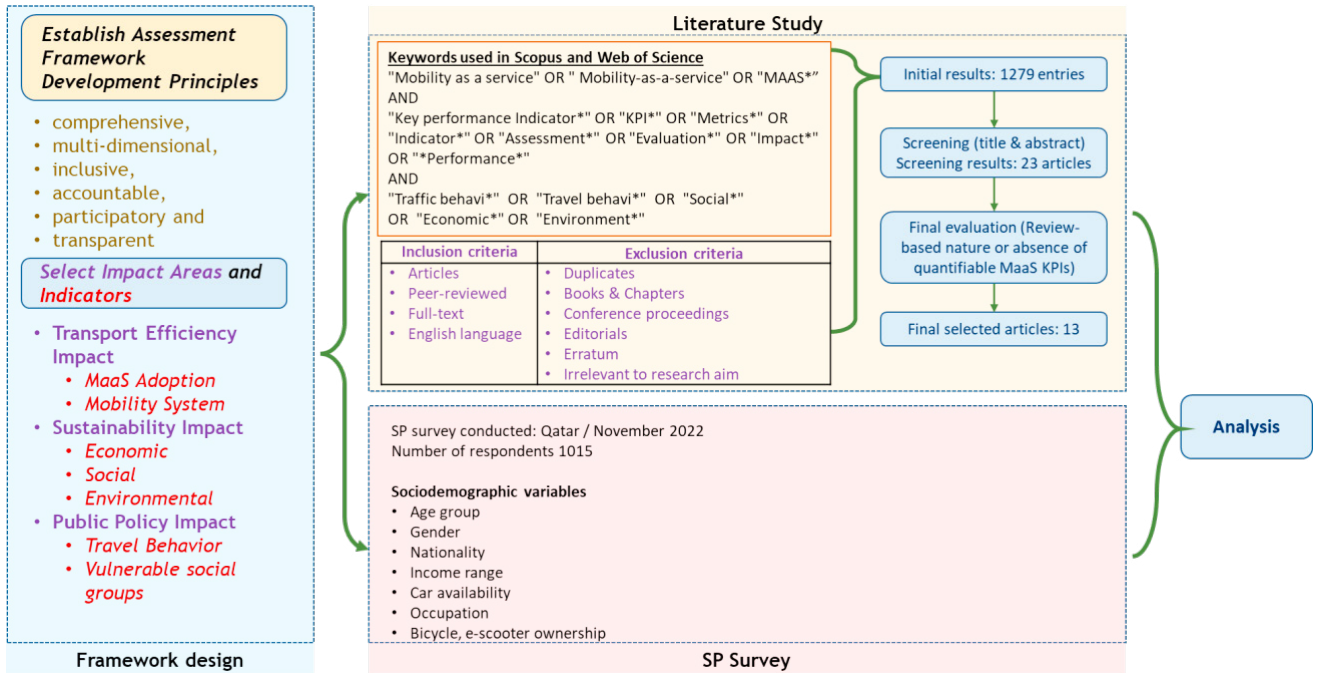 Establish Assessment
Framework
Development Principles
• comprehensive,
• multi-dimensional,
• inclusive,
• accountable,
• participatory and
• transparent
Select Impact Areas and
Indicators
• Transport Efficiency
Impact
• MaaS Adoption
• Mobility System
• Sustainability Impact
• Economic
• Social
• Environmental
• Public Policy Impact
• Travel Behavior
• Vulnerable social
groups
Framework design
Literature Study
Keywords used in Scopus and Web of Science
"Mobility as a service" OR " Mobility-as-a-service" OR "MAAS*”
AND
"Key performance Indicator*" OR "KPI*" OR "Metrics*" OR
"Indicator*" OR "Assessment*" OR "Evaluation*" OR "Impact*"
OR "*Performance*"
AND
"Traffic behavi*" OR "Travel behavi* OR "Social*"
OR "Economic*" OR "Environment*"
Inclusion criteria
• Articles
• Peer-reviewed
• Full-text
• English language
Exclusion criteria
• Duplicates
• Books & Chapters
• Conference proceedings
• Editorials
• Erratum
• Irrelevant to research aim
Initial results: 1279 entries
Screening (title & abstract)
Screening results: 23 articles
Final evaluation (Review-
based nature or absence of
quantifiable MaaS KPIs)
Final selected articles: 13
SP survey conducted: Qatar / November 2022
Number of respondents 1015
Sociodemographic variables
• Age group
• Gender
• Nationality
• Income range
• Car availability
• Occupation
• Bicycle, e-scooter ownership
SP Survey
Analysis